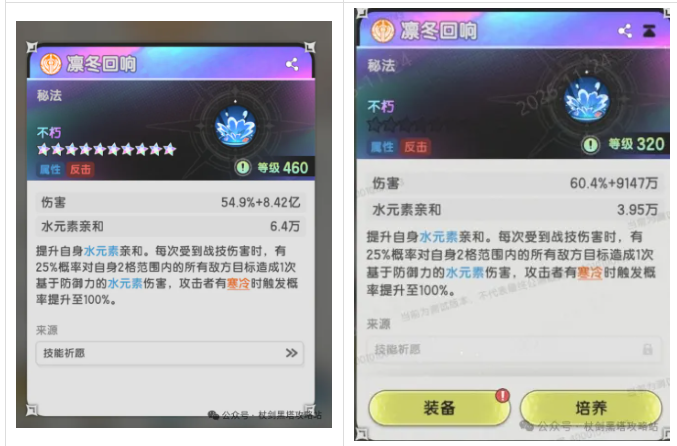 凛冬回响
秘法
不朽
属性 反击
等级 460
伤害 54.9%+8.42亿
水元素亲和 6.4万
提升自身水元素亲和。每次受到战技伤害时,有
25%概率对自身2格范围内的所有敌方目标造成1次
基于防御力的水元素伤害,攻击者有寒冷时触发概
率提升至100%。
来源
技能祈愿
公众号·杖剑黑塔攻略站
凛冬回响
秘法
不朽
属性 反击
等级 320
伤害 60.4%+9147万
水元素亲和 3.95万
提升自身水元素亲和。每次受到战技伤害时,有
25%概率对自身2格范围内的所有敌方目标造成1次
基于防御力的水元素伤害,攻击者有寒冷时触发概
率提升至100%。
来源
技能祈愿
装备 培养
公众号·杖剑黑塔攻略站